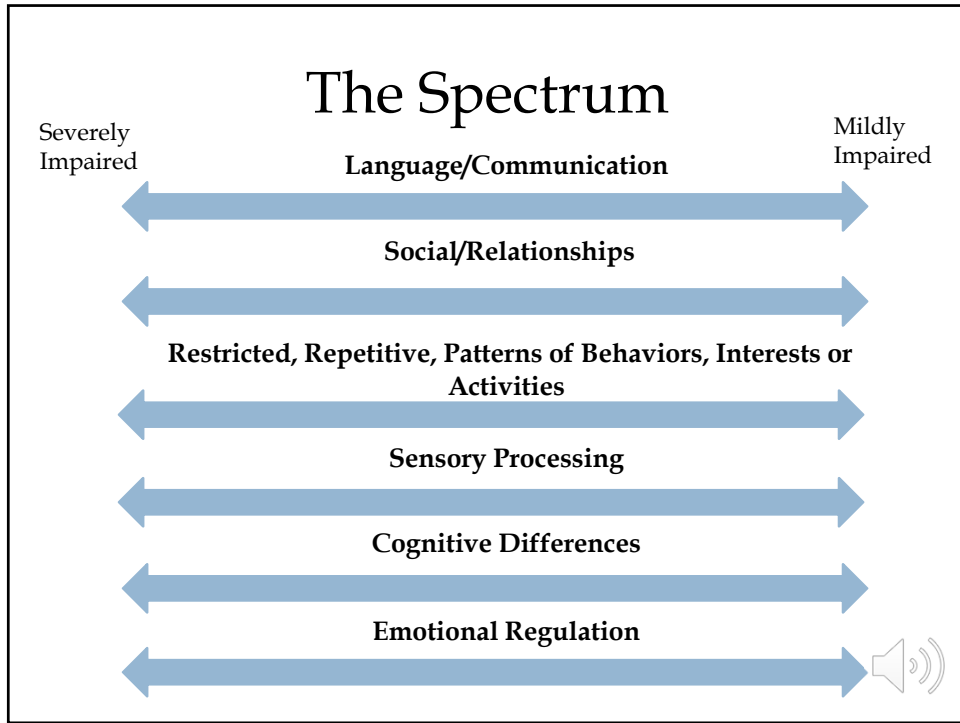 The Spectrum
Severely
Impaired
Mildly
Impaired
Language/Communication
Social/Relationships
Restricted, Repetitive, Patterns of Behaviors, Interests or
Activities
Sensory Processing
Cognitive Differences
Emotional Regulation